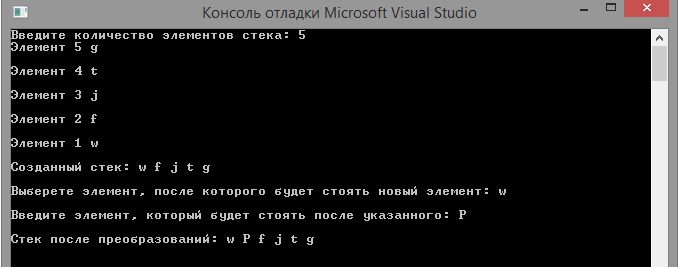 Консоль отладки Microsoft Visual Studio
Введите количество элементов стека: 5
Элемент 5 g
Элемент 4 t
Элемент 3 j
Элемент 2 f
Элемент 1 w
Созданный стек: w f j t g
Выберете элемент, после которого будет стоять новый элемент: w
Введите элемент, который будет стоять после указанного: P
Стек после преобразований: w P f j t g